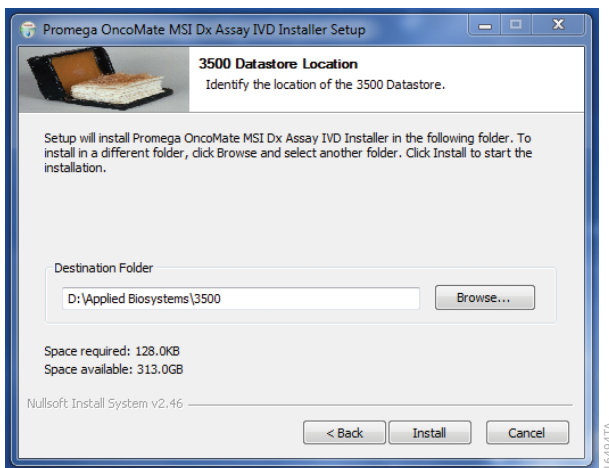 Promega OncoMate MSI Dx Assay IVD Installer Setup
3500 Datastore Location
Identify the location of the 3500 Datastore.
Setup will install Promega OncoMate MSI Dx Assay IVD Installer in the following folder. To
install in a different folder, click Browse and select another folder. Click Install to start the
installation.
Destination Folder
D:\Applied Biosystems\3500
Browse...
Space required: 128.0KB
Space available: 313.0GB
Nullsoft Install System v2.46
< Back
Install
Cancel
16494TA